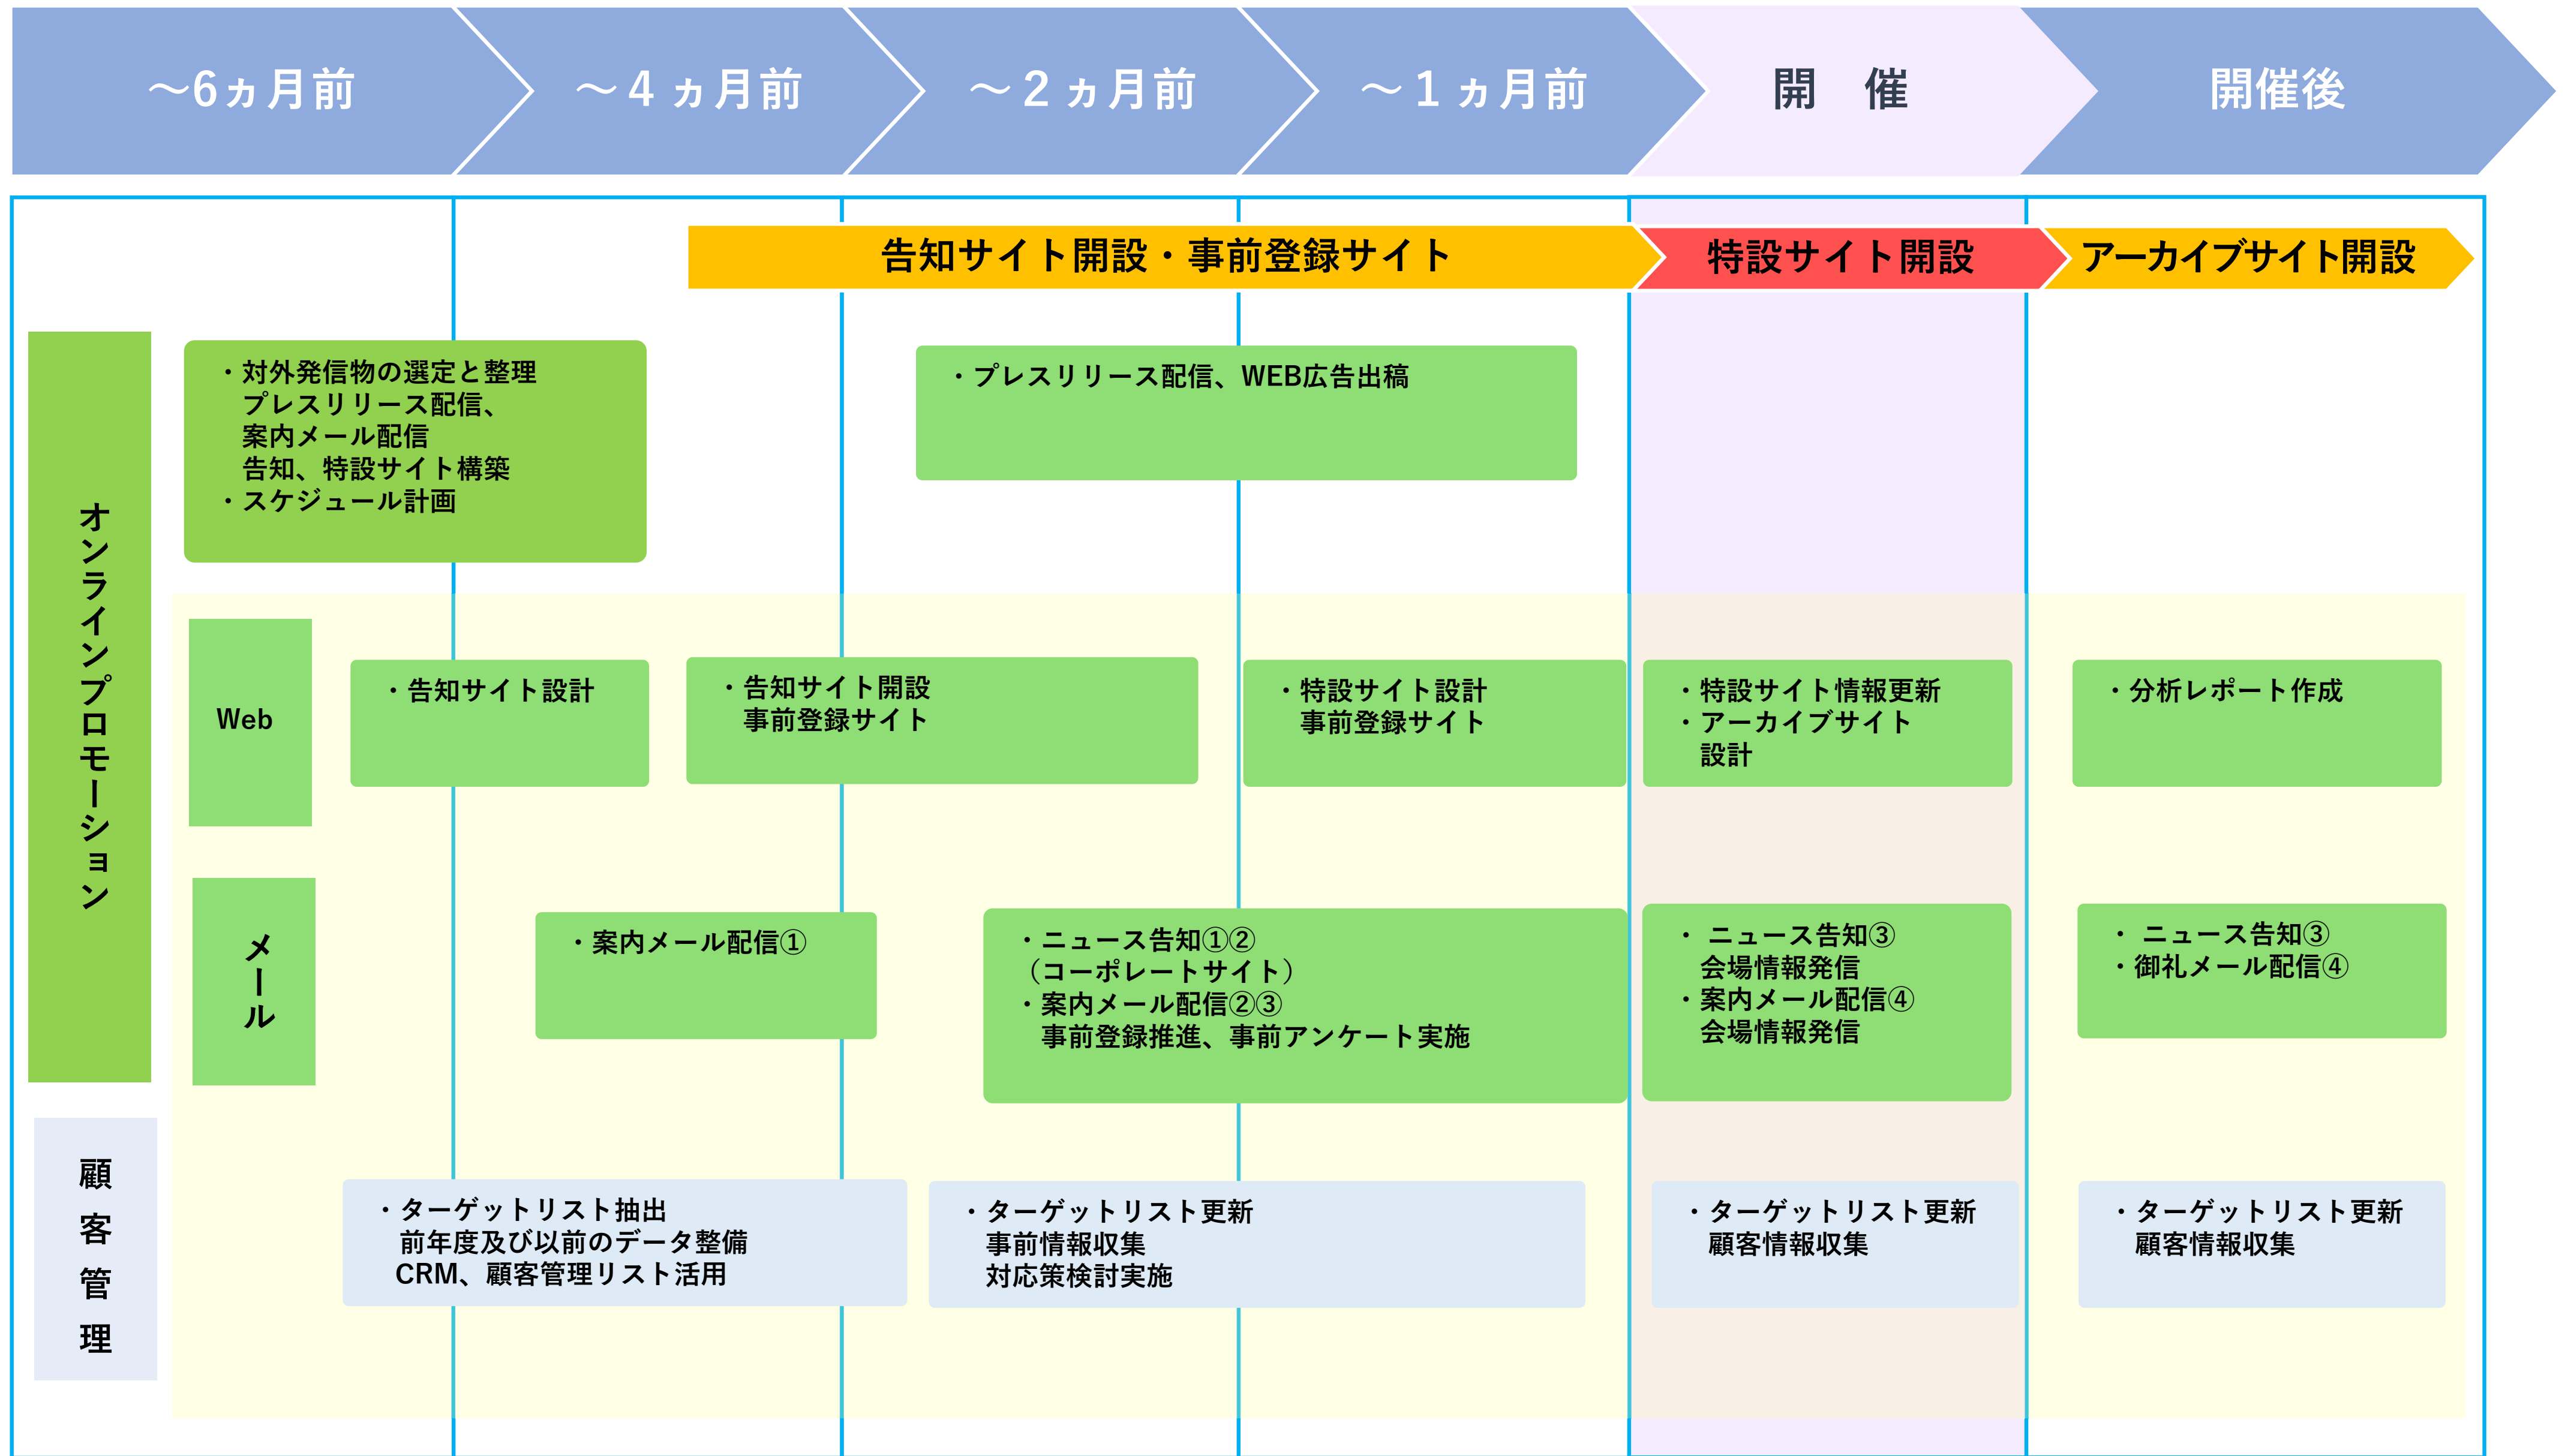 ～6ヵ月前
～4ヵ月前
～2ヵ月前
～1ヵ月前
開　催
開催後
告知サイト開設・事前登録サイト
特設サイト開設
アーカイブサイト開設
オンラインプロモーション
・対外発信物の選定と整理
プレスリリース配信、
案内メール配信
告知、特設サイト構築
・スケジュール計画
・プレスリリース配信、WEB広告出稿
Web
・告知サイト設計
・告知サイト開設
事前登録サイト
・特設サイト設計
事前登録サイト
・特設サイト情報更新
・アーカイブサイト
設計
・分析レポート作成
メール
・案内メール配信①
・ニュース告知①②
（コーポレートサイト）
・案内メール配信②③
事前登録推進、事前アンケート実施
・ ニュース告知③
会場情報発信
・案内メール配信④
会場情報発信
・ ニュース告知③
・御礼メール配信④
顧客管理
・ターゲットリスト抽出
前年度及び以前のデータ整備
CRM、顧客管理リスト活用
・ターゲットリスト更新
事前情報収集
対応策検討実施
・ターゲットリスト更新
顧客情報収集
・ターゲットリスト更新
顧客情報収集